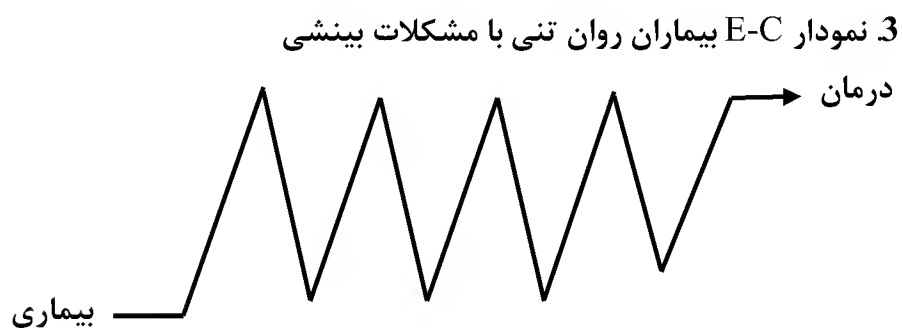 3. نمودار E-C بیماران روان تنی با مشکلات بینشی
درمان
بیماری